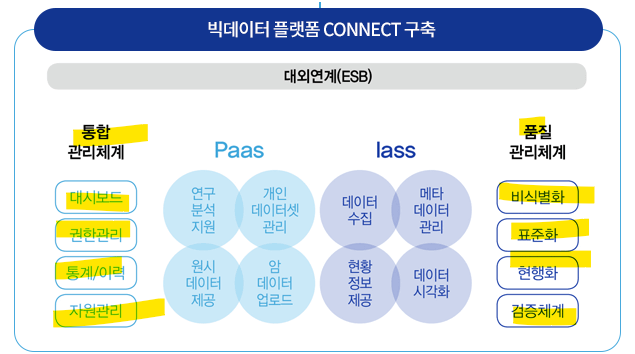 빅데이터 플랫폼 CONNECT 구축
대외연계(ESB)
통합
관리체계
대시보드
권한관리
통계/이력
자원관리
Paas
연구
분석
지원
개인
데이터셋
관리
원시
데이터
제공
암
데이터
업로드
Iass
데이터
수집
메타
데이터
관리
현황
정보
제공
데이터
시각화
품질
관리체계
비식별화
표준화
현행화
검증체계